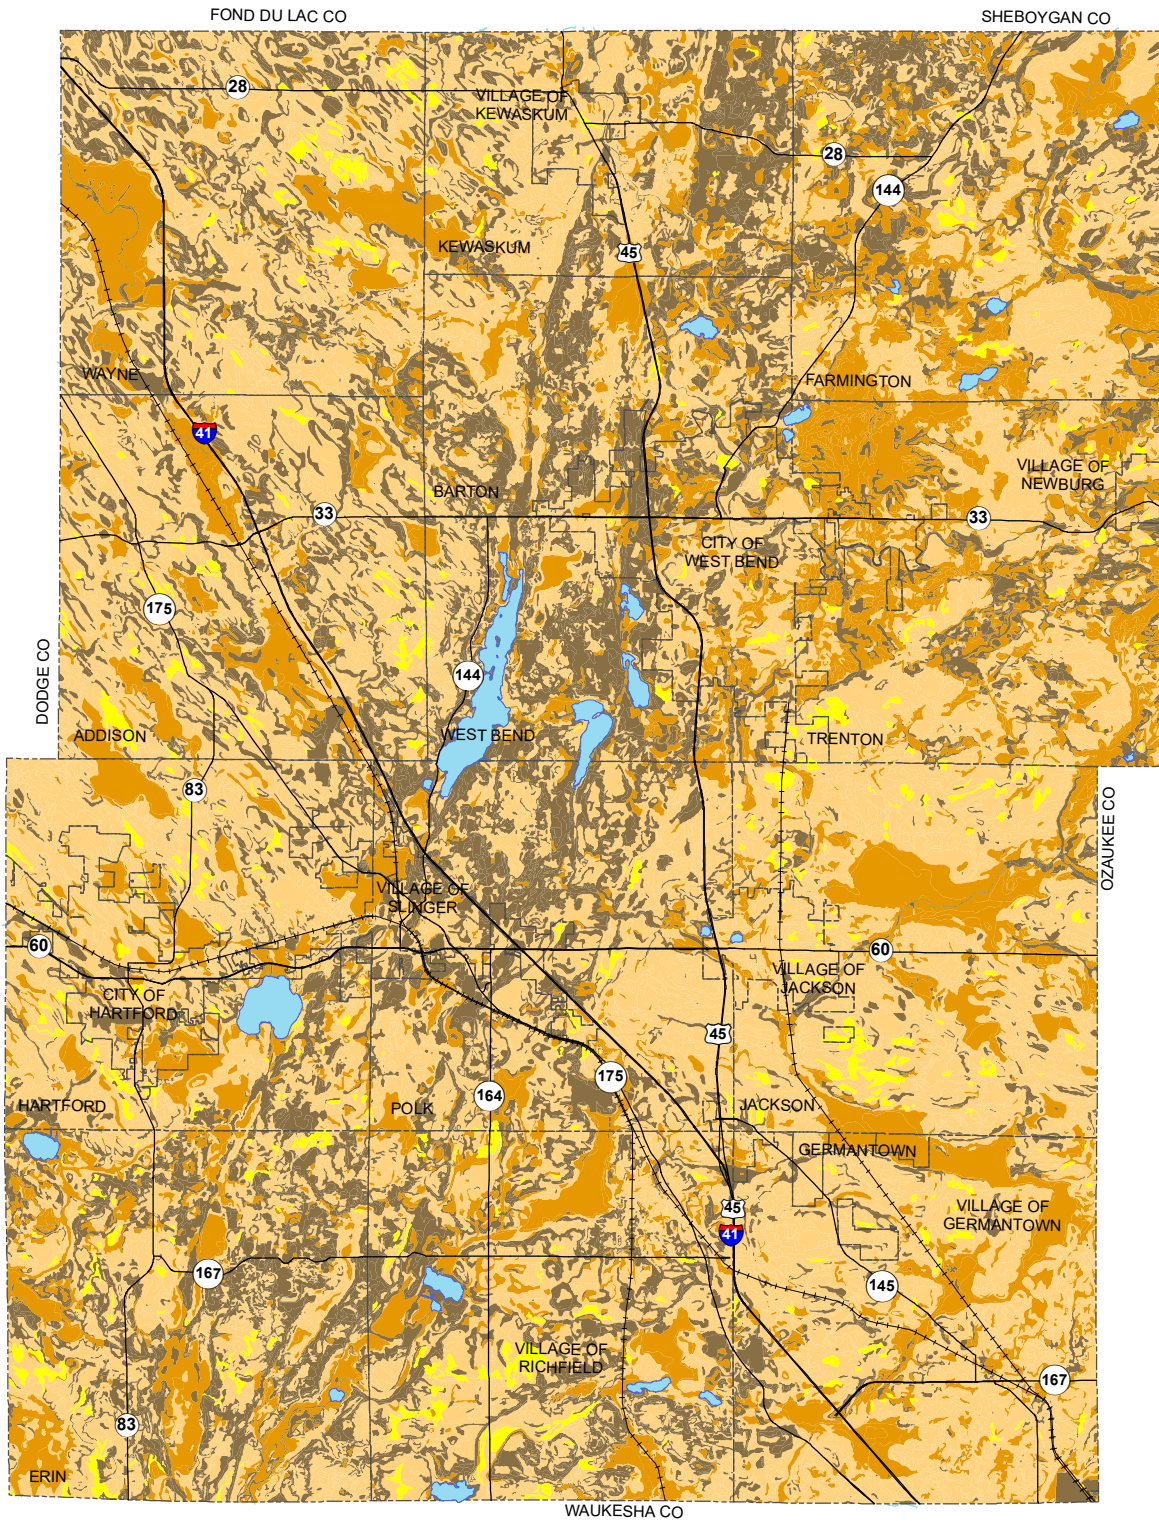 FOND DU LAC CO
SHEBOYGAN CO
28
VILLAGE OF
KEWASKUM
28
144
KEWASKUM
45
WAYNE
FARMINGTON
41
VILLAGE OF
NEWBURG
BARTON
33
33
CITY OF
WEST BEND
175
DODGE CO
144
ADDISON
WEST BEND
TRENTON
83
OZAUKEE CO
VILLAGE OF
SLINGER
60
60
VILLAGE OF
JACKSON
CITY OF
HARTFORD
45
175
164
HARTFORD
POLK
JACKSON
GERMANTOWN
45
VILLAGE OF
GERMANTOWN
41
167
145
VILLAGE OF
RICHFIELD
167
83
ERIN
WAUKESHA CO